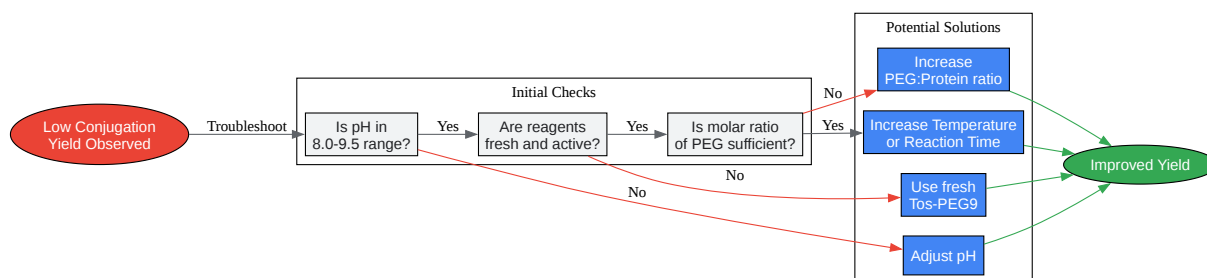 Low Conjugation
Yield Observed
Troubleshoot
Initial Checks
Is pH in
8.0-9.5 range?
Yes
No
Are reagents
fresh and active?
Yes
No
Is molar ratio
of PEG sufficient?
No
Yes
Potential Solutions
Increase
PEG:Protein ratio
Increase Temperature
or Reaction Time
Use fresh
Tos-PEG9
Adjust pH
Improved Yield